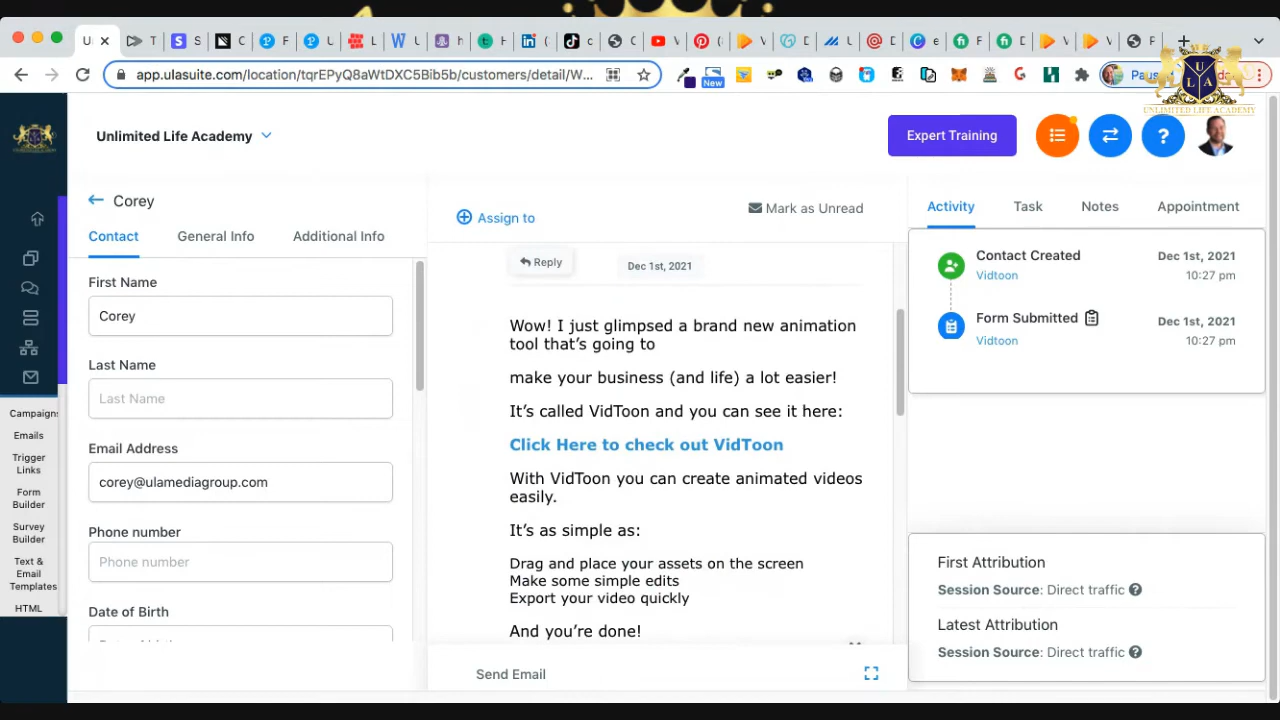 U
T
S
C
F
U
L
W
h
t
(
C
(
V
V
D
U
D
e
F
D
V
V
F
app.ulasuite.com/location/tqrEPyQ8aWtDXC5Bib5b/customers/detail/W...
New
Paus
ULYA
UNLIMITED LIFE ACADEMY
Unlimited Life Academy
Expert Training
?
Corey
Contact
General Info
Additional Info
First Name
Corey
Last Name
Last Name
Email Address
corey@ulamediagroup.com
Phone number
Phone number
Date of Birth
Campaigns
Emails
Trigger
Links
Form
Builder
Survey
Builder
Text &
Email
Templates
HTML
Assign to
Mark as Unread
Reply
Dec 1st, 2021
Wow! I just glimpsed a brand new animation
tool that's going to
make your business (and life) a lot easier!
It's called VidToon and you can see it here:
Click Here to check out VidToon
With VidToon you can create animated videos
easily.
It's as simple as:
Drag and place your assets on the screen
Make some simple edits
Export your video quickly
And you're done!
Send Email
Activity
Task
Notes
Appointment
Contact Created
Dec 1st, 2021
Vidtoon
10:27 pm
Form Submitted
Dec 1st, 2021
Vidtoon
10:27 pm
First Attribution
Session Source: Direct traffic ?
Latest Attribution
Session Source: Direct traffic ?